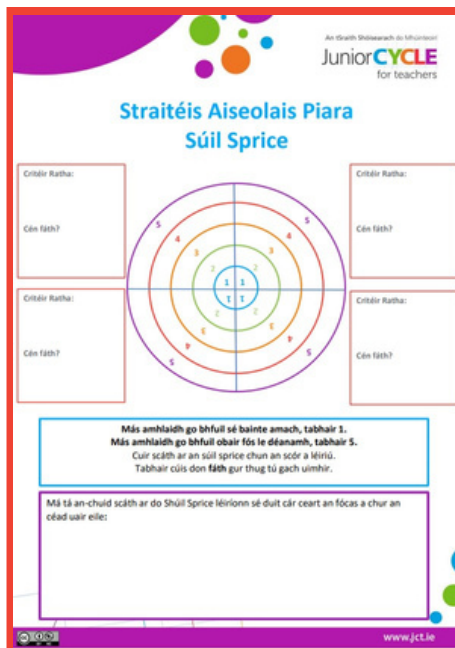 An tSraith Shóisearach do Mhúinteoirí
JuniorCYCLE
for teachers
Straitéis Aiseolais Piara
Súil Sprice
Critéir Ratha:
Cén fáth?
Critéir Ratha:
Cén fáth?
5 5
4 4
3 3
2 2
1 1
1 1
2 2
3 3
4 4
5 5
Critéir Ratha:
Cén fáth?
Critéir Ratha:
Cén fáth?
Más amhlaidh go bhfuil sé bainte amach, tabhair 1.
Más amhlaidh go bhfuil obair fós le déanamh, tabhair 5.
Cuir scáth ar an súil sprice chun an scór a léiriú.
Tabhair cúis don fáth gur thug tú gach uimhir.
Má tá an-chuid scáth ar do Shúil Sprice léiríonn sé duit cár ceart an fócas a chur an
céad uair eile:
www.jct.ie